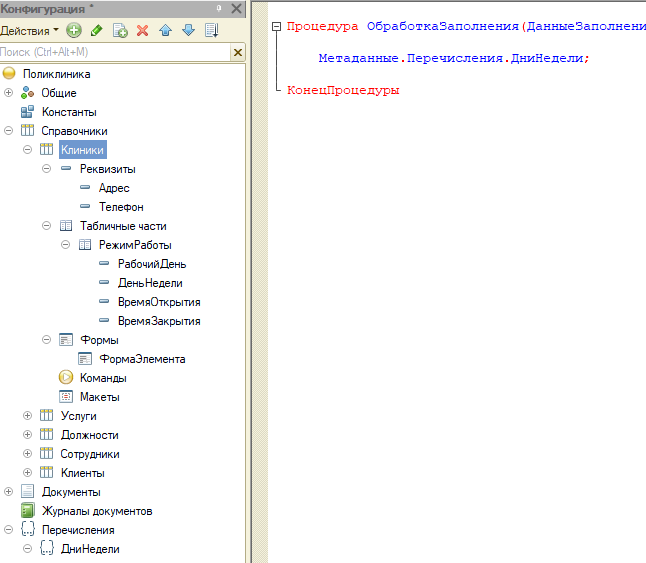 Конфигурация *
Действия
Поиск (Ctrl+Alt+M)
Поликлиника
Общие
Константы
Справочники
Клиники
Реквизиты
Адрес
Телефон
Табличные части
РежимРаботы
РабочийДень
ДеньНедели
ВремяОткрытия
ВремяЗакрытия
Формы
ФормаЭлемента
Команды
Макеты
Услуги
Должности
Сотрудники
Клиенты
Документы
Журналы документов
Перечисления
ДниНедели
Процедура ОбработкаЗаполнения(ДанныеЗаполнени
Метаданные.Перечисления.ДниНедели;
КонецПроцедуры